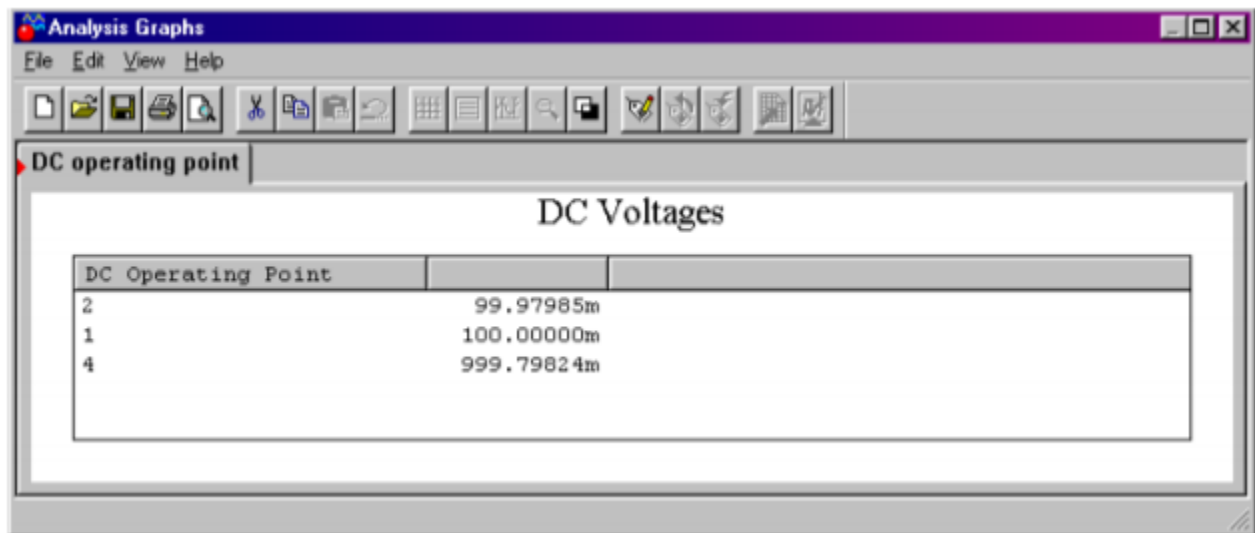 Analysis Graphs
File Edit View Help
DC operating point
DC Voltages
DC Operating Point
2 99.97985m
1 100.00000m
4 999.79824m